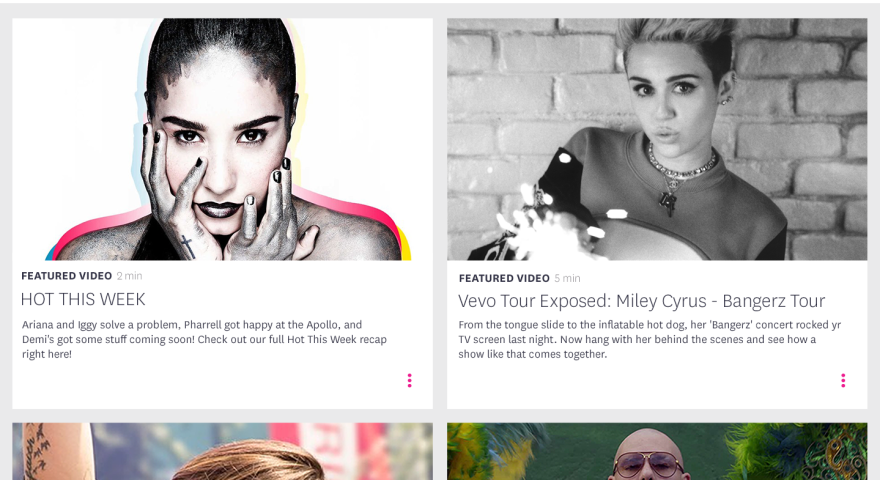 FEATURED VIDEO 2 min
HOT THIS WEEK
Ariana and Iggy solve a problem, Pharrell got happy at the Apollo, and
Demi's got some stuff coming soon! Check out our full Hot This Week recap
right here!
FEATURED VIDEO 5 min
Vevo Tour Exposed: Miley Cyrus - Bangerz Tour
From the tongue slide to the inflatable hot dog, her 'Bangerz' concert rocked yr
TV screen last night. Now hang with her behind the scenes and see how a
show like that comes together.